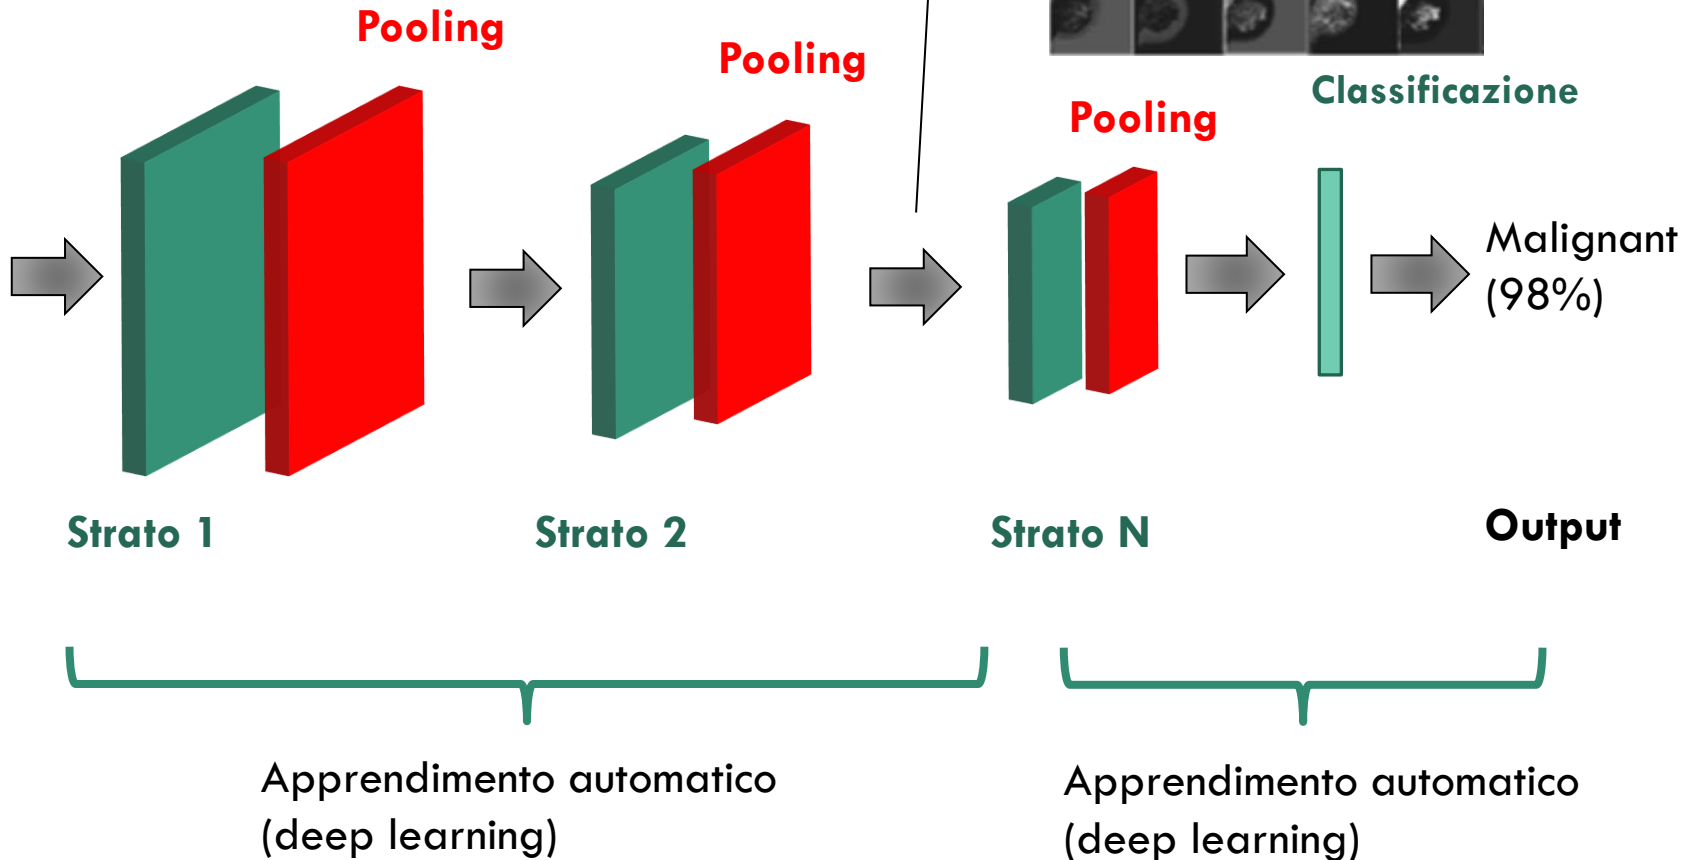 Pooling
Pooling
Pooling
Classificazione
Malignant
(98%)
Strato 1
Strato 2
Strato N
Output
Apprendimento automatico
(deep learning)
Apprendimento automatico
(deep learning)